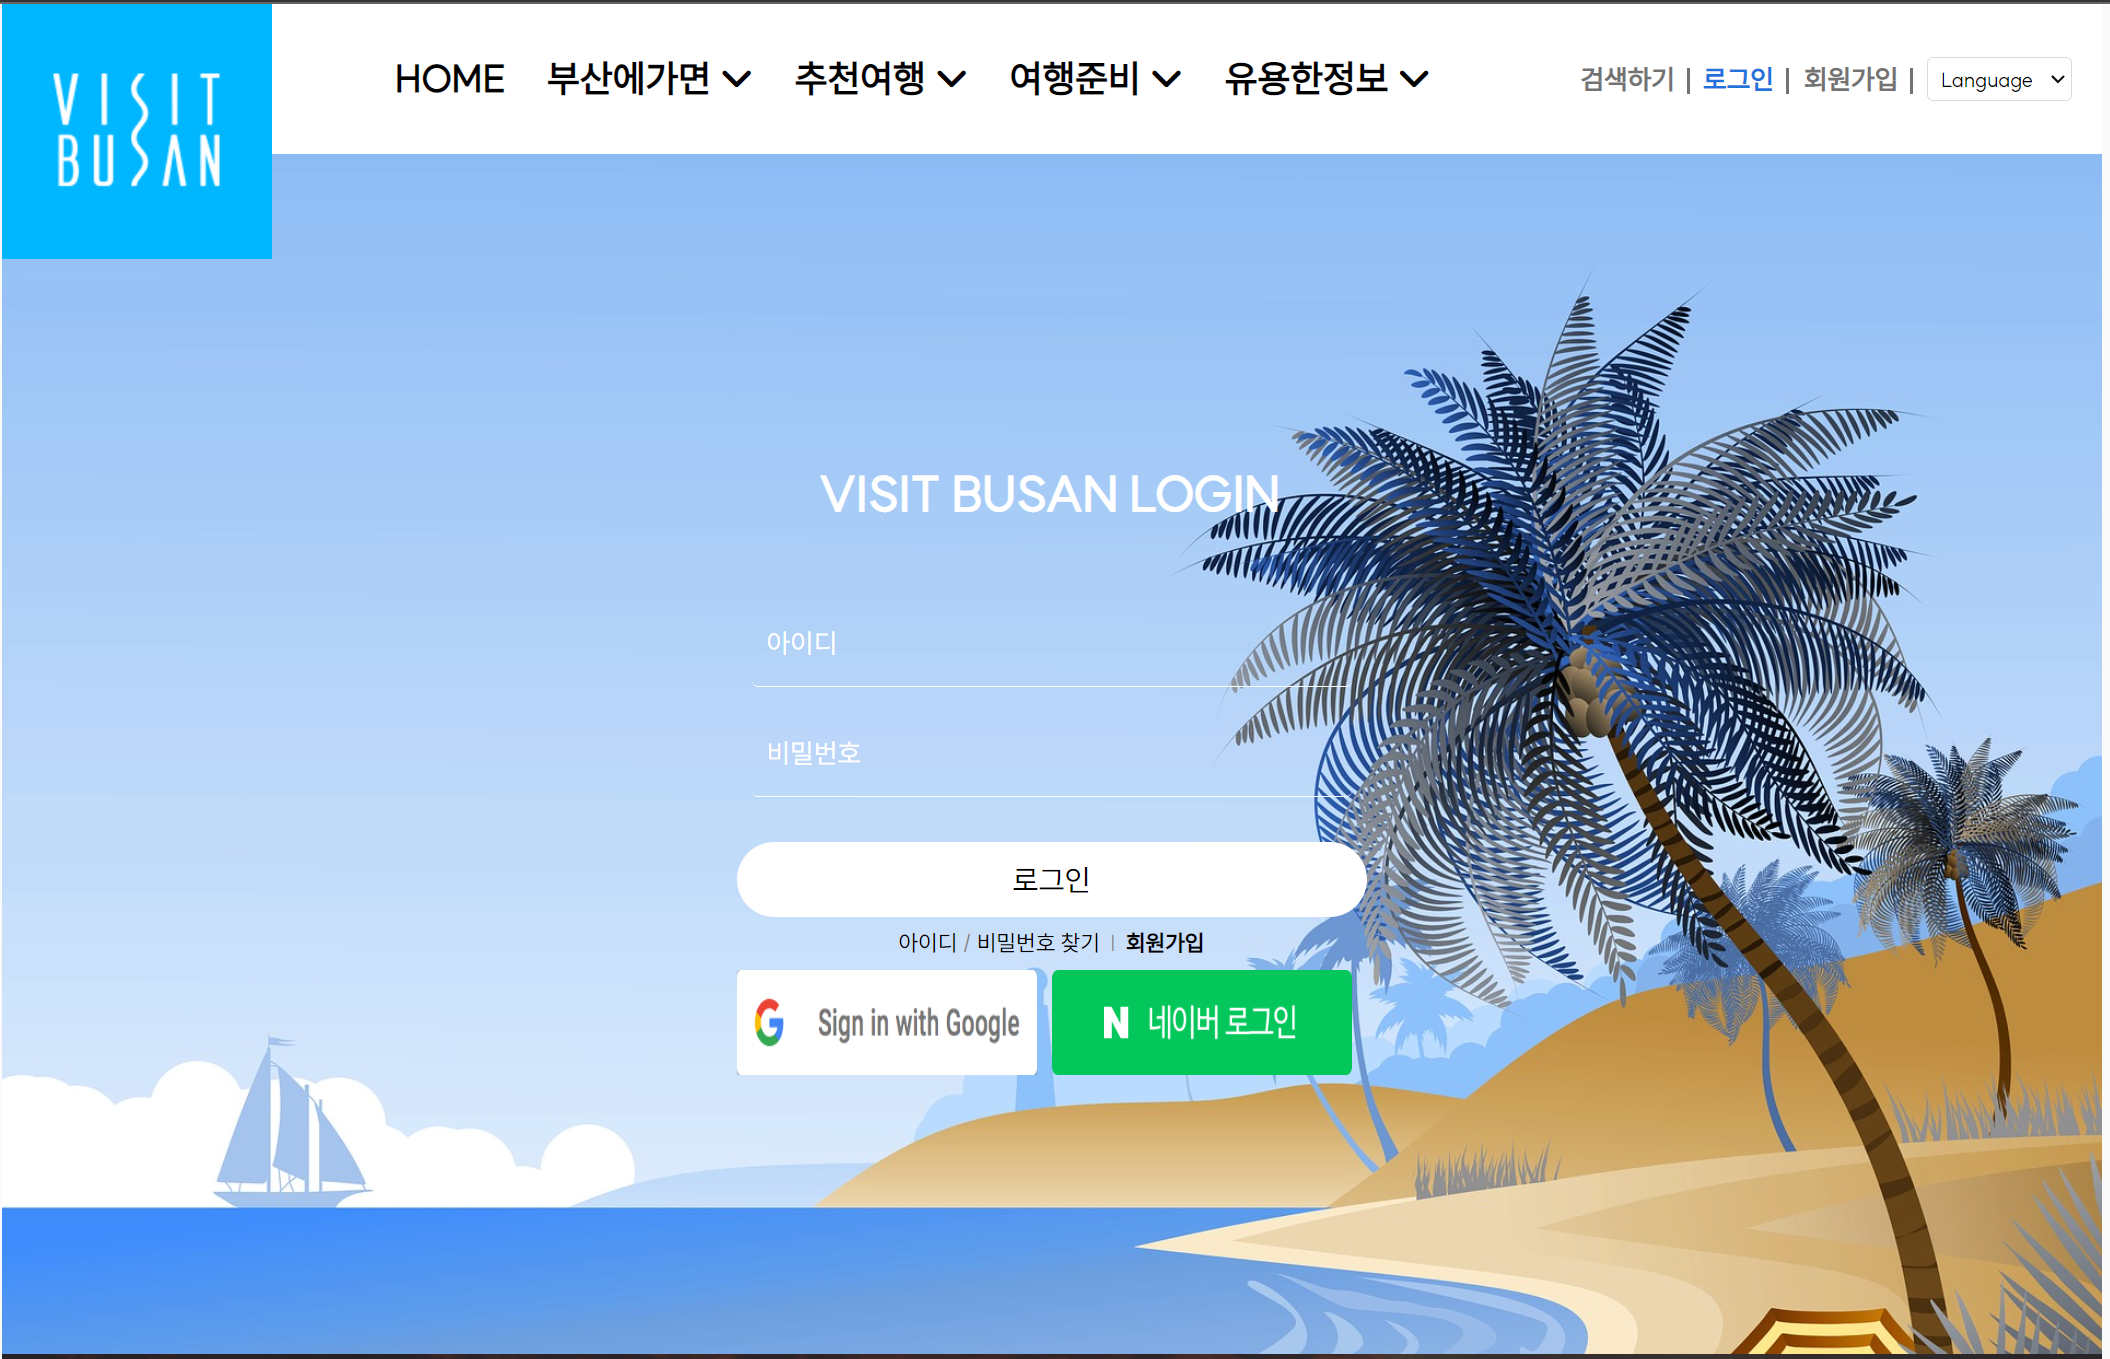 VISIT
BUSAN
HOME 부산에가면 추천여행 여행준비 유용한정보
검색하기 | 로그인 | 회원가입 | Language
VISIT BUSAN LOGIN
아이디
비밀번호
로그인
아이디 / 비밀번호 찾기 | 회원가입
Sign in with Google
N 네이버 로그인